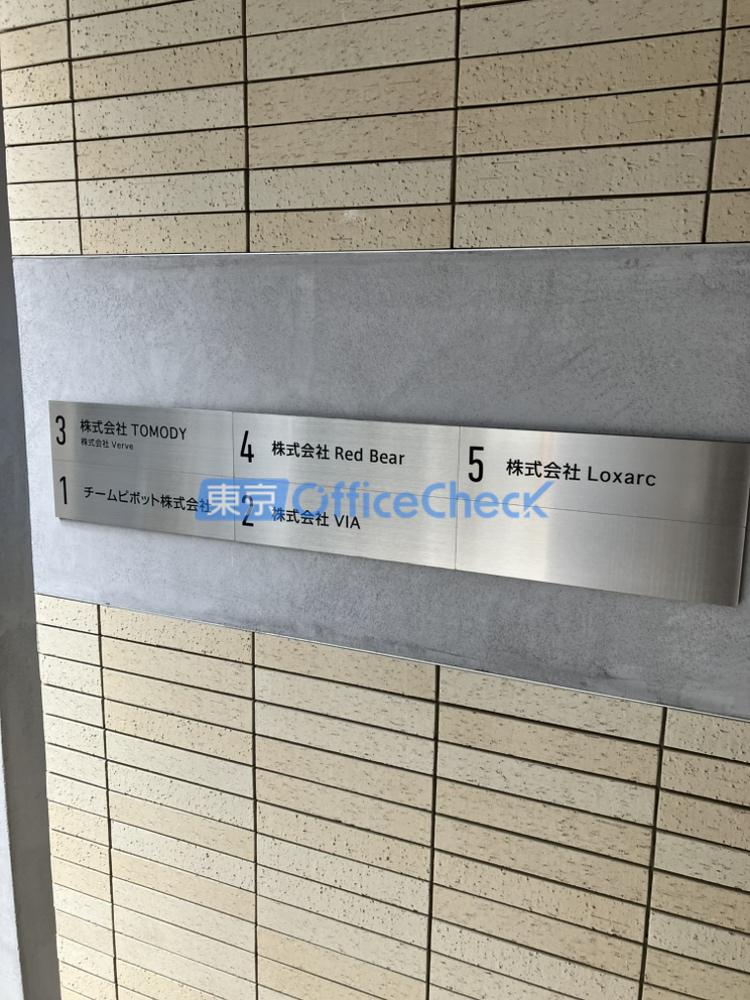 3 株式会社 TOMODY
株式会社 Verve
4 株式会社 Red Bear
5 株式会社 Loxarc
1 チームピボット株式会社
2 株式会社 VIA
東京 OfficeCheck